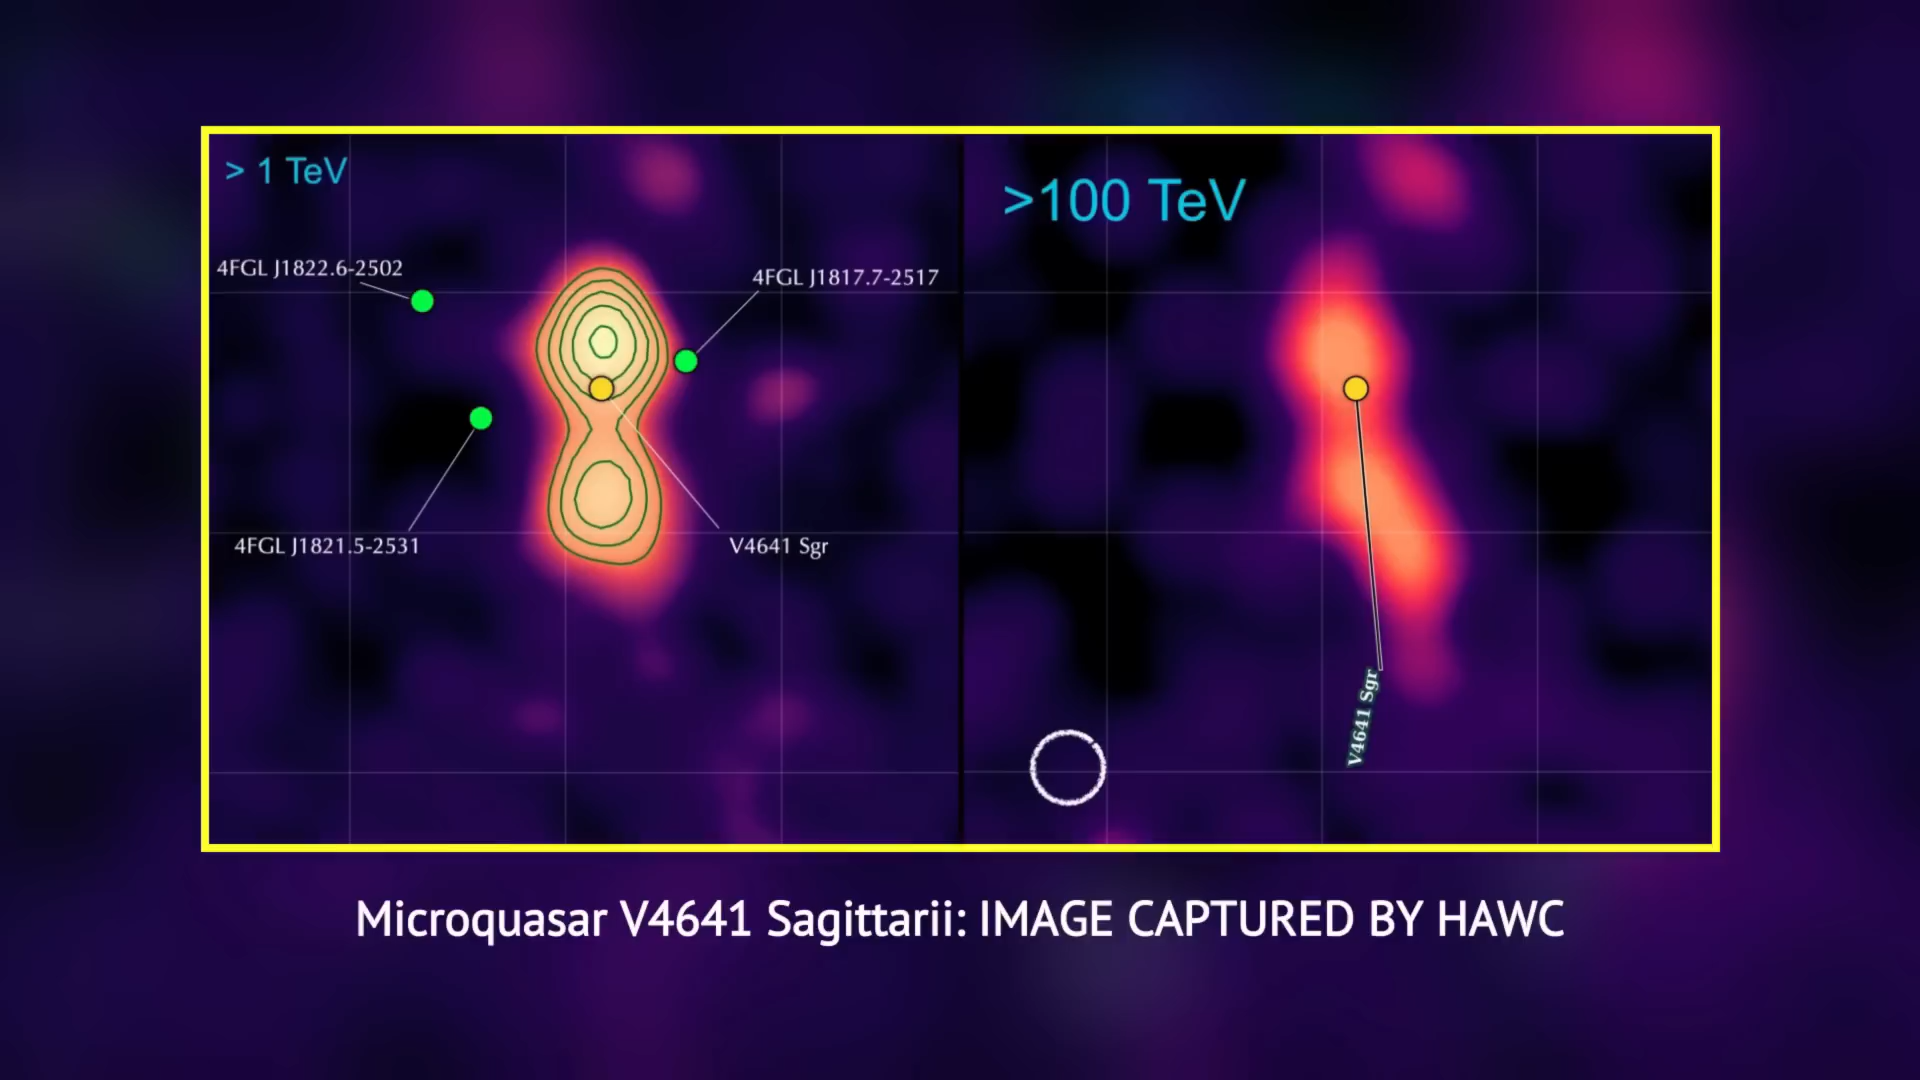 > 1 TeV
>100 TeV
4FGL J1822.6-2502
4FGL J1817.7-2517
4FGL J1821.5-2531
V4641 Sgr
V4641 Sgr
Microquasar V4641 Sagittarii: IMAGE CAPTURED BY HAWC